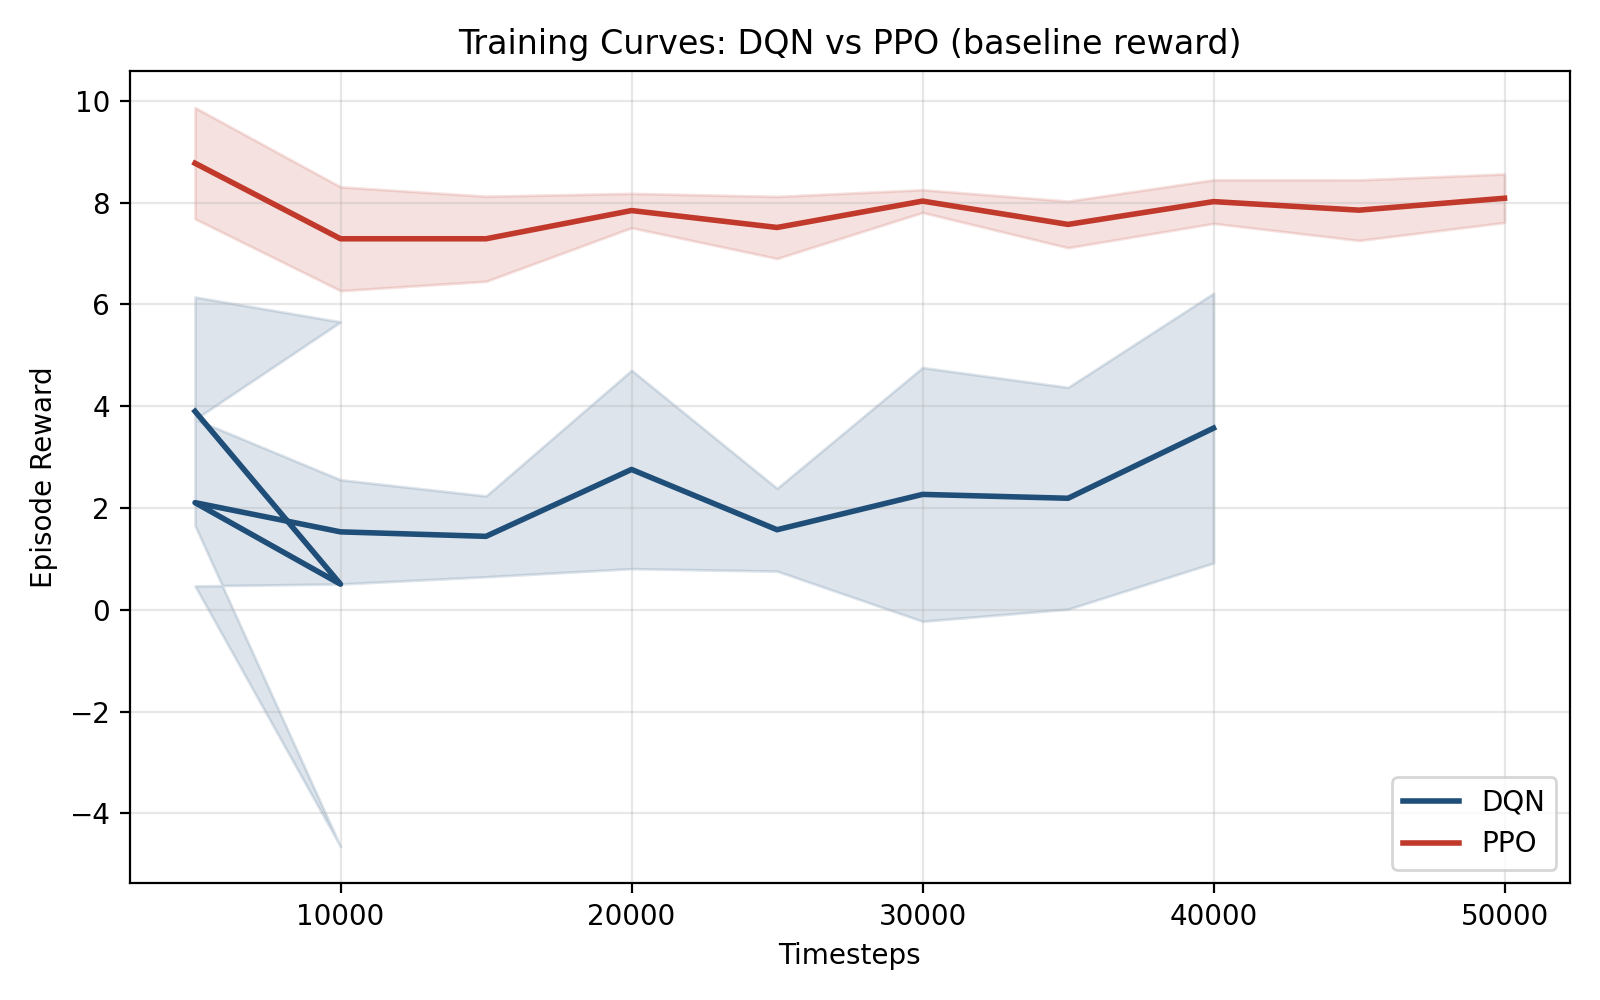 Training Curves: DQN vs PPO (baseline reward)
10
8
6
4
2
0
−2
−4
Episode Reward
10000 20000 30000 40000 50000
Timesteps
DQN
PPO